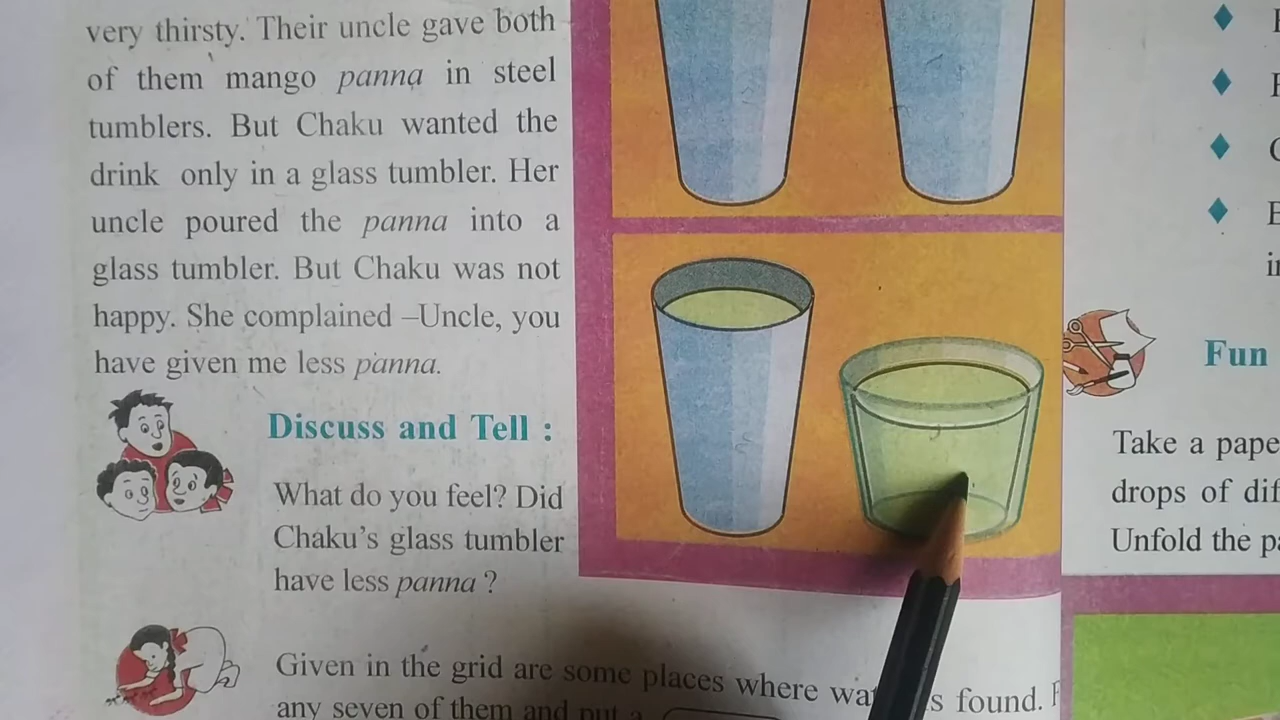 very thirsty. Their uncle gave both
of them mango panna in steel
tumblers. But Chaku wanted the
drink only in a glass tumbler. Her
uncle poured the panna into a
glass tumbler. But Chaku was not
happy. She complained –Uncle, you
have given me less panna.
Discuss and Tell :
What do you feel? Did
Chaku's glass tumbler
have less panna ?
Given in the grid are some places where found.
any seven of them and put a
Fun
Take a
drops of
Unfold the